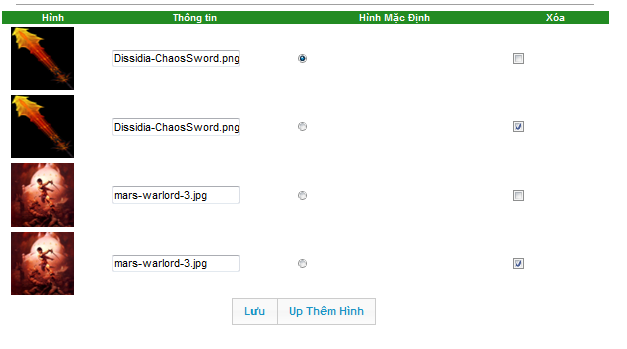 Hình Thông tin Hình Mặc Định Xóa
Dissidia-ChaosSword.png
Dissidia-ChaosSword.png
mars-warlord-3.jpg
mars-warlord-3.jpg
Lưu Up Thêm Hình